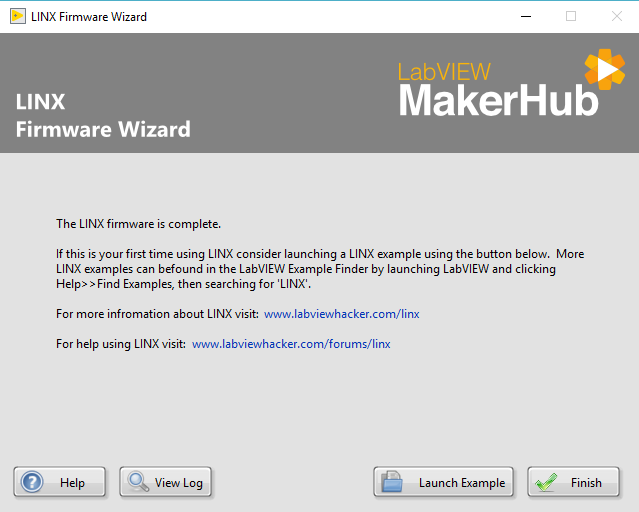 LINX Firmware Wizard
LabVIEW
MakerHub
LINX
Firmware Wizard
The LINX firmware is complete.
If this is your first time using LINX consider launching a LINX example using the button below.  More
LINX examples can befound in the LabVIEW Example Finder by launching LabVIEW and clicking
Help>>Find Examples, then searching for 'LINX'.
For more infromation about LINX visit:  www.labviewhacker.com/linx
For help using LINX visit:  www.labviewhacker.com/forums/linx
Help
View Log
Launch Example
Finish